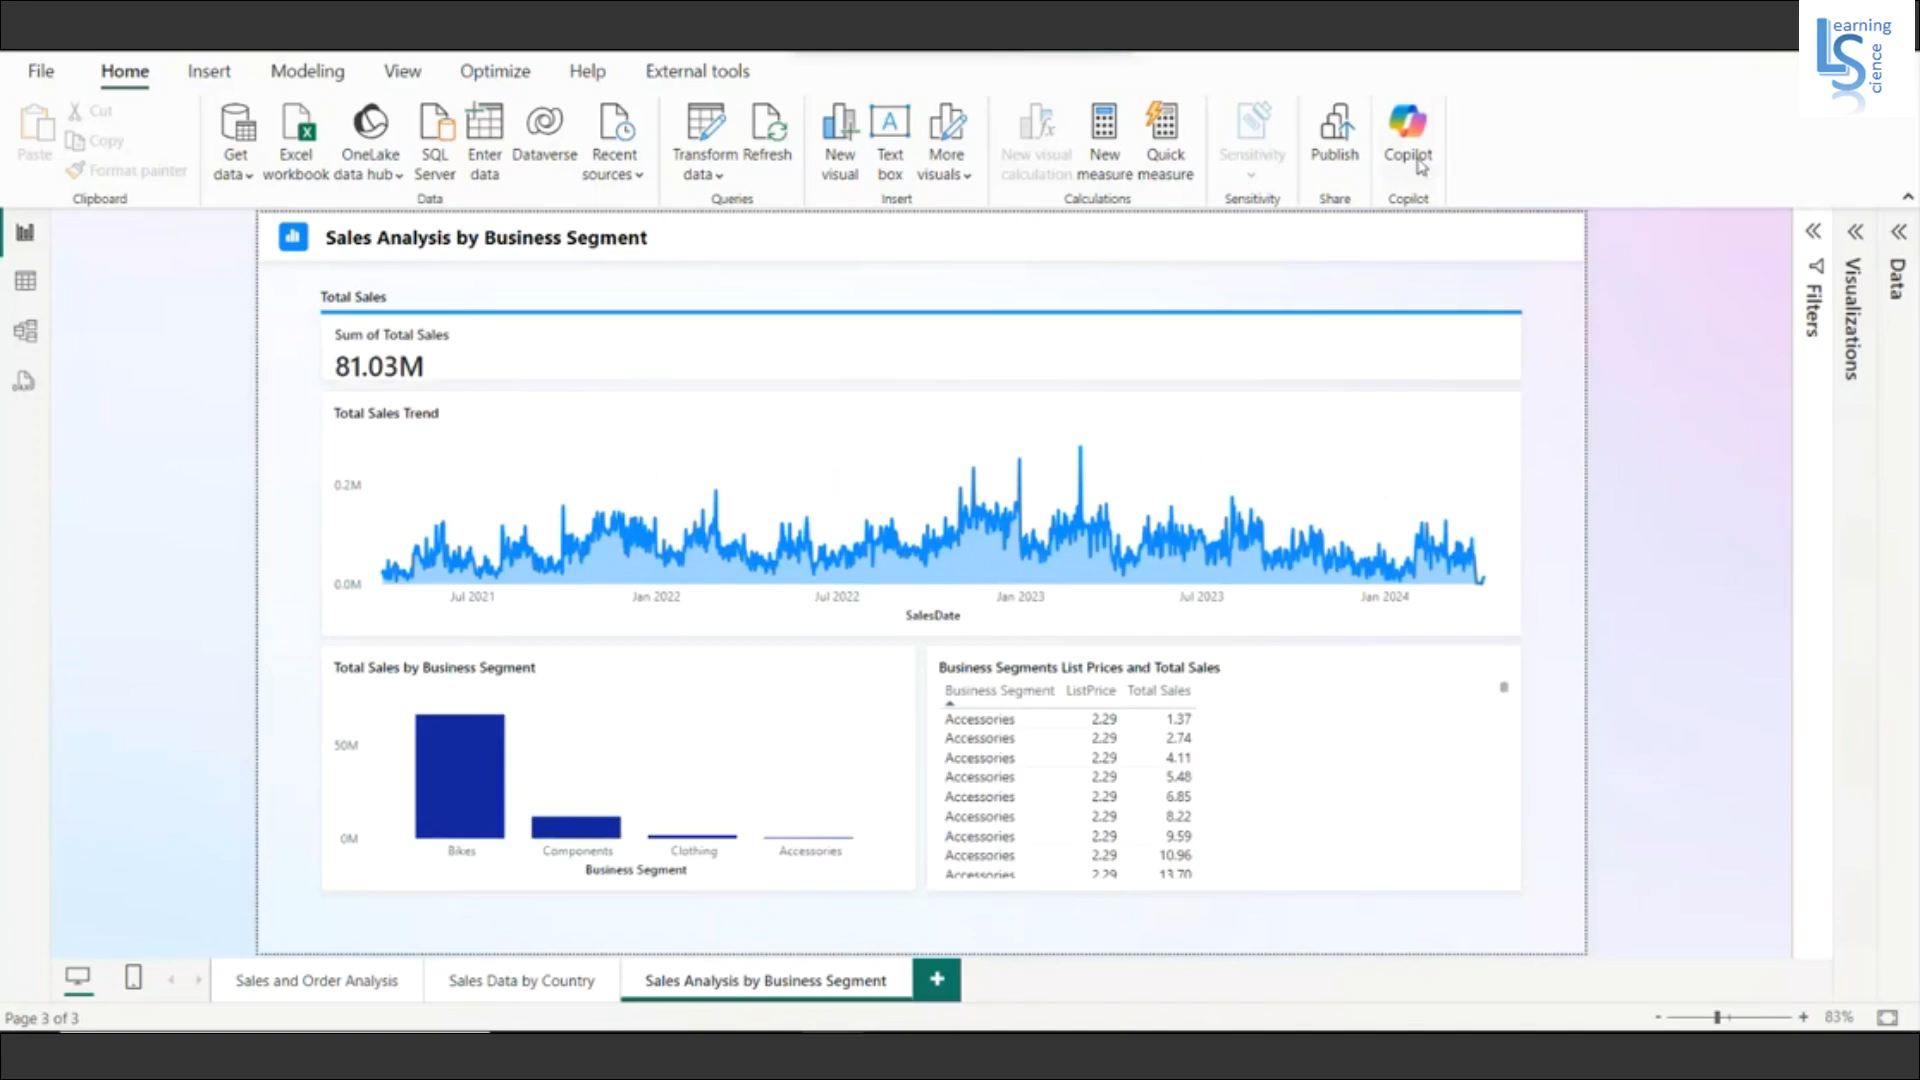 Learning
Science
File Home Insert Modeling View Optimize Help External tools
Paste
Cut
Copy
Format painter
Clipboard
Get data
Excel workbook
OneLake data hub
SQL Server
Enter data
Dataverse
Recent sources
Data
Transform data
Refresh
Queries
New visual
Text box
More visuals
Insert
New visual calculation
New measure
Quick measure
Calculations
Sensitivity
Sensitivity
Publish
Share
Copilot
Copilot
Sales Analysis by Business Segment
Total Sales
Sum of Total Sales
81.03M
Total Sales Trend
0.2M
0.0M
Jul 2021 Jan 2022 Jul 2022 Jan 2023 Jul 2023 Jan 2024
SalesDate
Total Sales by Business Segment
50M
0M
Bikes Components Clothing Accessories
Business Segment
Business Segments List Prices and Total Sales
Business Segment ListPrice Total Sales
Accessories 2.29 1.37
Accessories 2.29 2.74
Accessories 2.29 4.11
Accessories 2.29 5.48
Accessories 2.29 6.85
Accessories 2.29 8.22
Accessories 2.29 9.59
Accessories 2.29 10.96
Accessories 2.29 13.70
Filters
Visualizations
Data
Sales and Order Analysis Sales Data by Country Sales Analysis by Business Segment +
Page 3 of 3
- + 83%